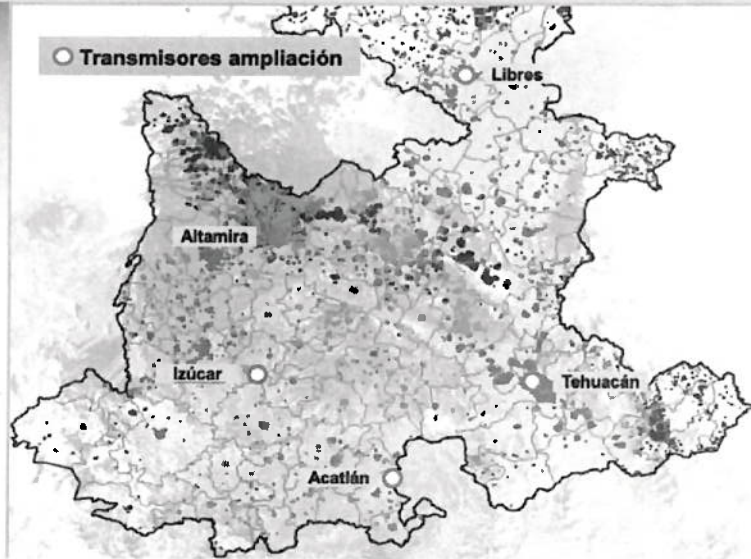 Transmisores ampliación
Libres
Altamira
Izúcar
Tehuacán
Acatlán